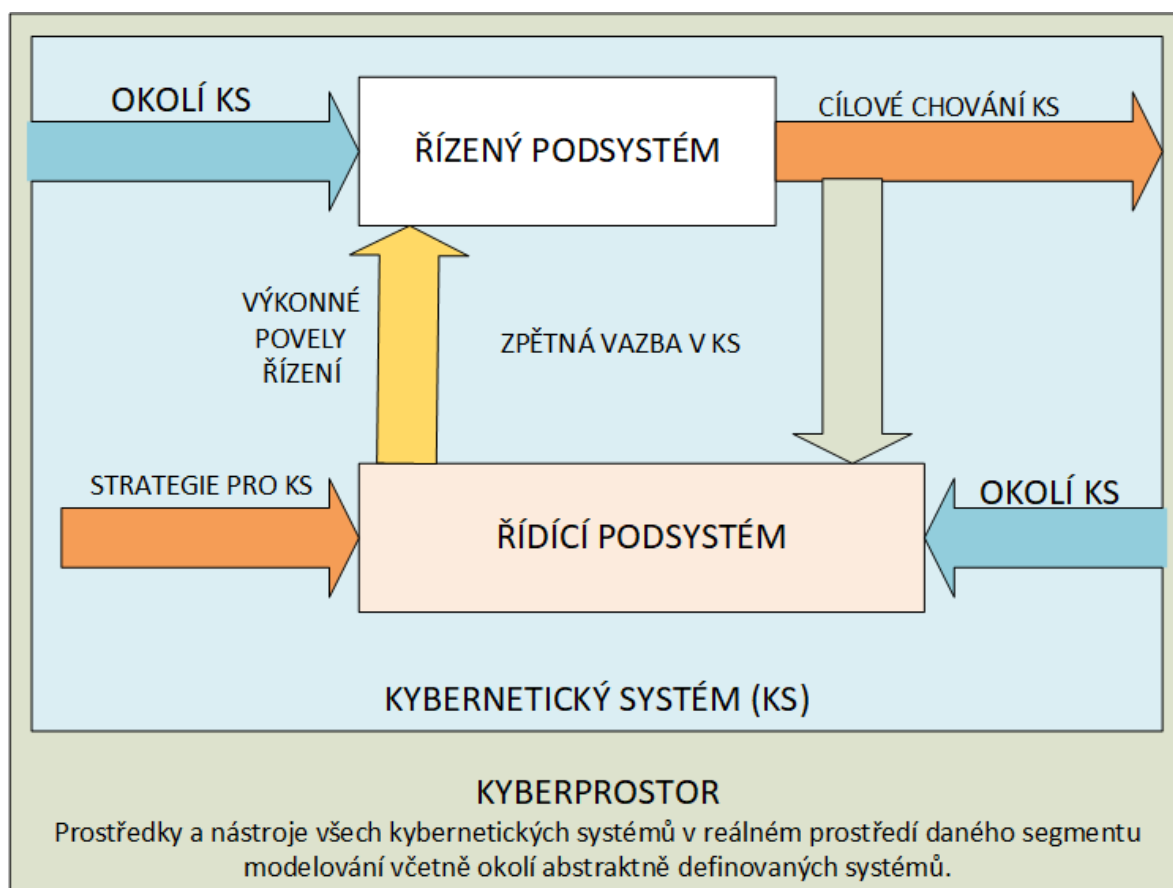 OKOLÍ KS
CÍLOVÉ CHOVÁNÍ KS
ŘÍZENÝ PODSYSTÉM
VÝKONNÉ
POVELY
ŘÍZENÍ
ZPĚTNÁ VAZBA V KS
STRATEGIE PRO KS
OKOLÍ KS
ŘÍDÍCÍ PODSYSTÉM
KYBERNETICKÝ SYSTÉM (KS)
KYBERPROSTOR
Prostředky a nástroje všech kybernetických systémů v reálném prostředí daného segmentu
modelování včetně okolí abstraktně definovaných systémů.